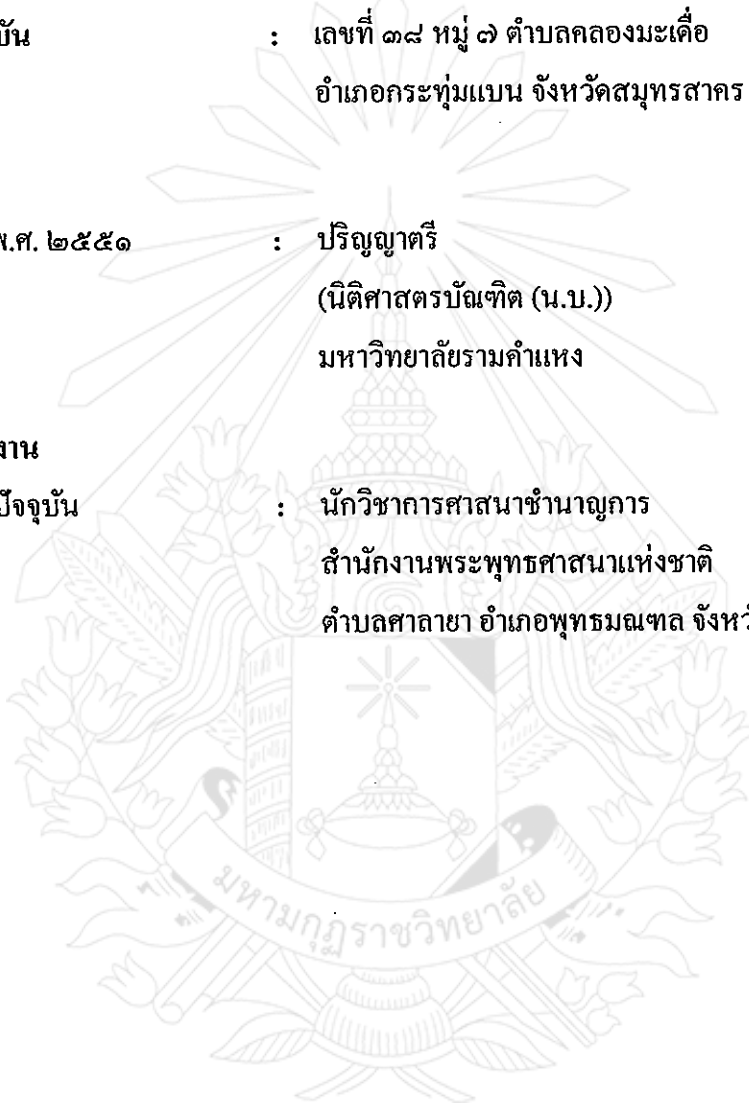 บัน : เลขที่ ๓๘ หมู่ ๗ ตำบลคลองมะเดื่อ
อำเภอกระทุ่มแบน จังหวัดสมุทรสาคร
พ.ศ. ๒๕๕๑ : ปริญญาตรี
(นิติศาสตรบัณฑิต (น.บ.))
มหาวิทยาลัยรามคำแหง
งาน
ปัจจุบัน : นักวิชาการศาสนาชำนาญการ
สำนักงานพระพุทธศาสนาแห่งชาติ
ตำบลศาลายา อำเภอพุทธมณฑล จังหวั
มหามกุฏราชวิทยาลัย